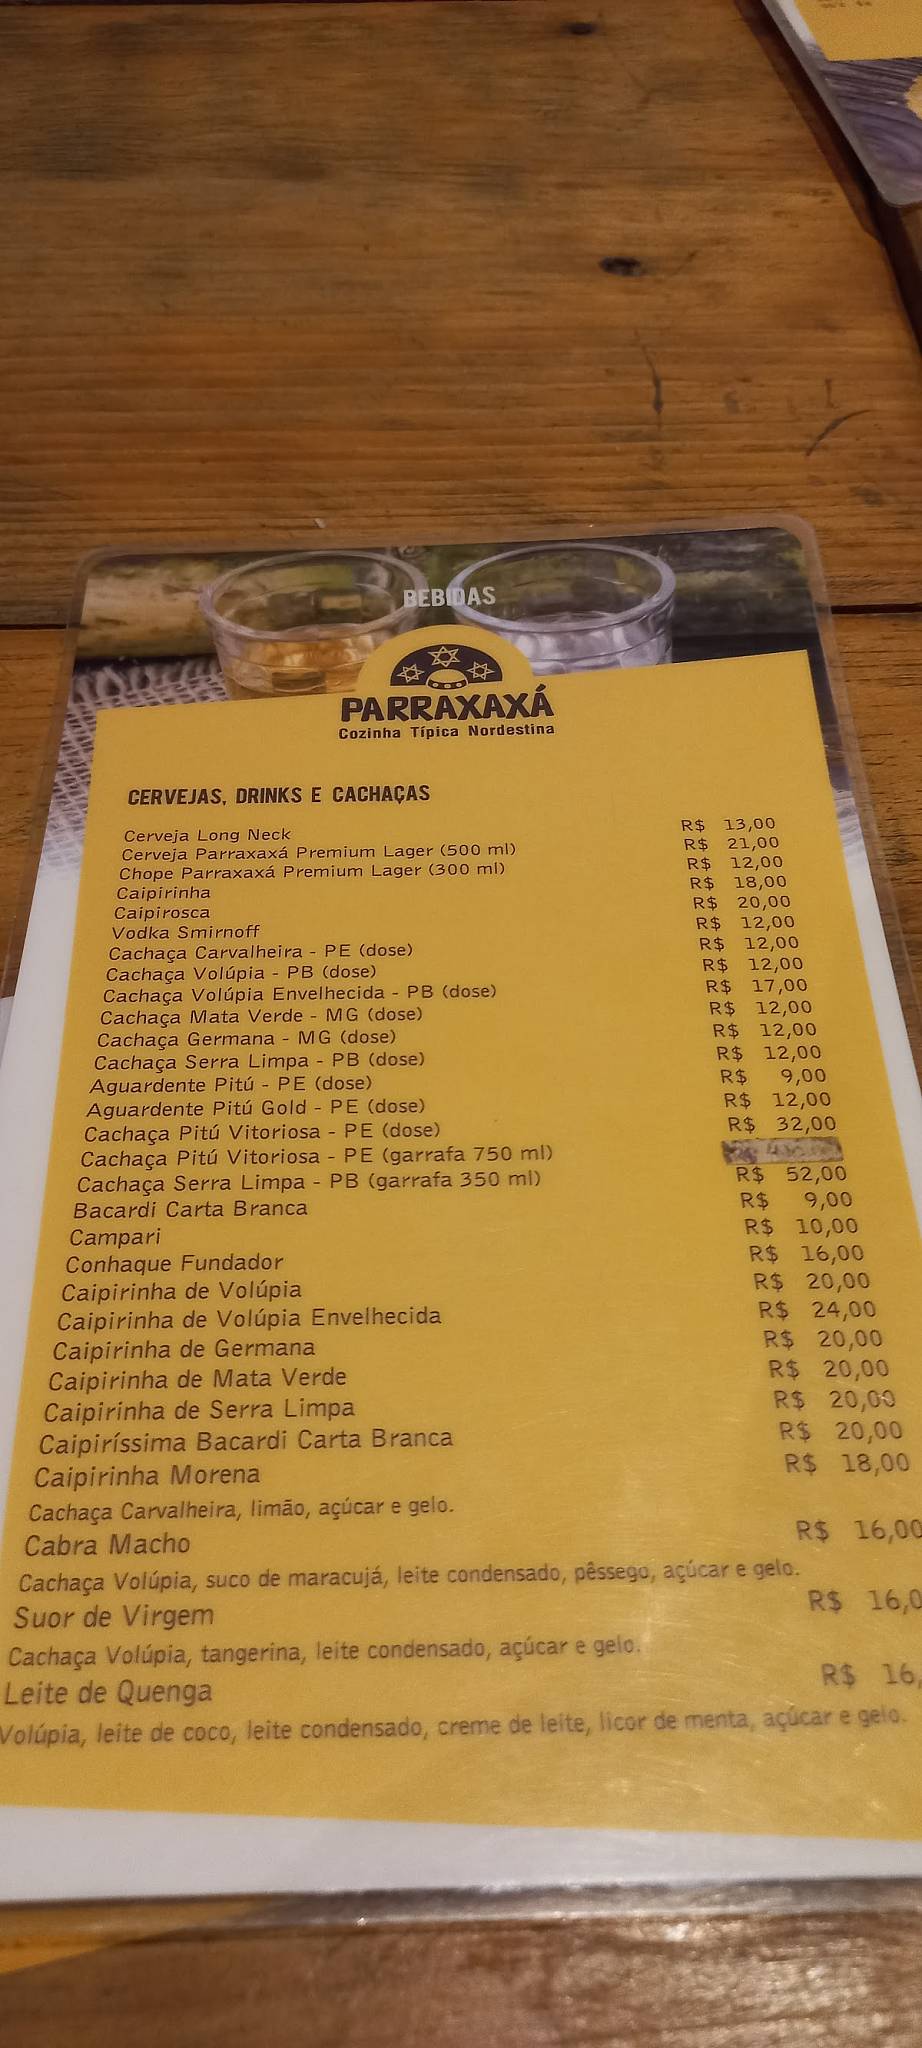 BEBIDAS
PARRAXAXÁ
Cozinha Típica Nordestina
CERVEJAS, DRINKS E CACHAÇAS
Cerveja Long Neck R$ 13,00
Cerveja Parraxaxá Premium Lager (500 ml) R$ 21,00
Chope Parraxaxá Premium Lager (300 ml) R$ 12,00
Caipirinha R$ 18,00
Caipirosca R$ 20,00
Vodka Smirnoff R$ 12,00
Cachaça Carvalheira - PE (dose) R$ 12,00
Cachaça Volúpia - PB (dose) R$ 12,00
Cachaça Volúpia Envelhecida - PB (dose) R$ 17,00
Cachaça Mata Verde - MG (dose) R$ 12,00
Cachaça Germana - MG (dose) R$ 12,00
Cachaça Serra Limpa - PB (dose) R$ 12,00
Aguardente Pitú - PE (dose) R$ 9,00
Aguardente Pitú Gold - PE (dose) R$ 12,00
Cachaça Pitú Vitoriosa - PE (dose) R$ 32,00
Cachaça Pitú Vitoriosa - PE (garrafa 750 ml)
Cachaça Serra Limpa - PB (garrafa 350 ml) R$ 52,00
Bacardi Carta Branca R$ 9,00
Campari R$ 10,00
Conhaque Fundador R$ 16,00
Caipirinha de Volúpia R$ 20,00
Caipirinha de Volúpia Envelhecida R$ 24,00
Caipirinha de Germana R$ 20,00
Caipirinha de Mata Verde R$ 20,00
Caipirinha de Serra Limpa R$ 20,00
Caipiríssima Bacardi Carta Branca R$ 20,00
Caipirinha Morena R$ 18,00
Cachaça Carvalheira, limão, açúcar e gelo.
Cabra Macho R$ 16,00
Cachaça Volúpia, suco de maracujá, leite condensado, pêssego, açúcar e gelo.
Suor de Virgem R$ 16,0
Cachaça Volúpia, tangerina, leite condensado, açúcar e gelo.
Leite de Quenga R$ 16,
Volúpia, leite de coco, leite condensado, creme de leite, licor de menta, açúcar e gelo.